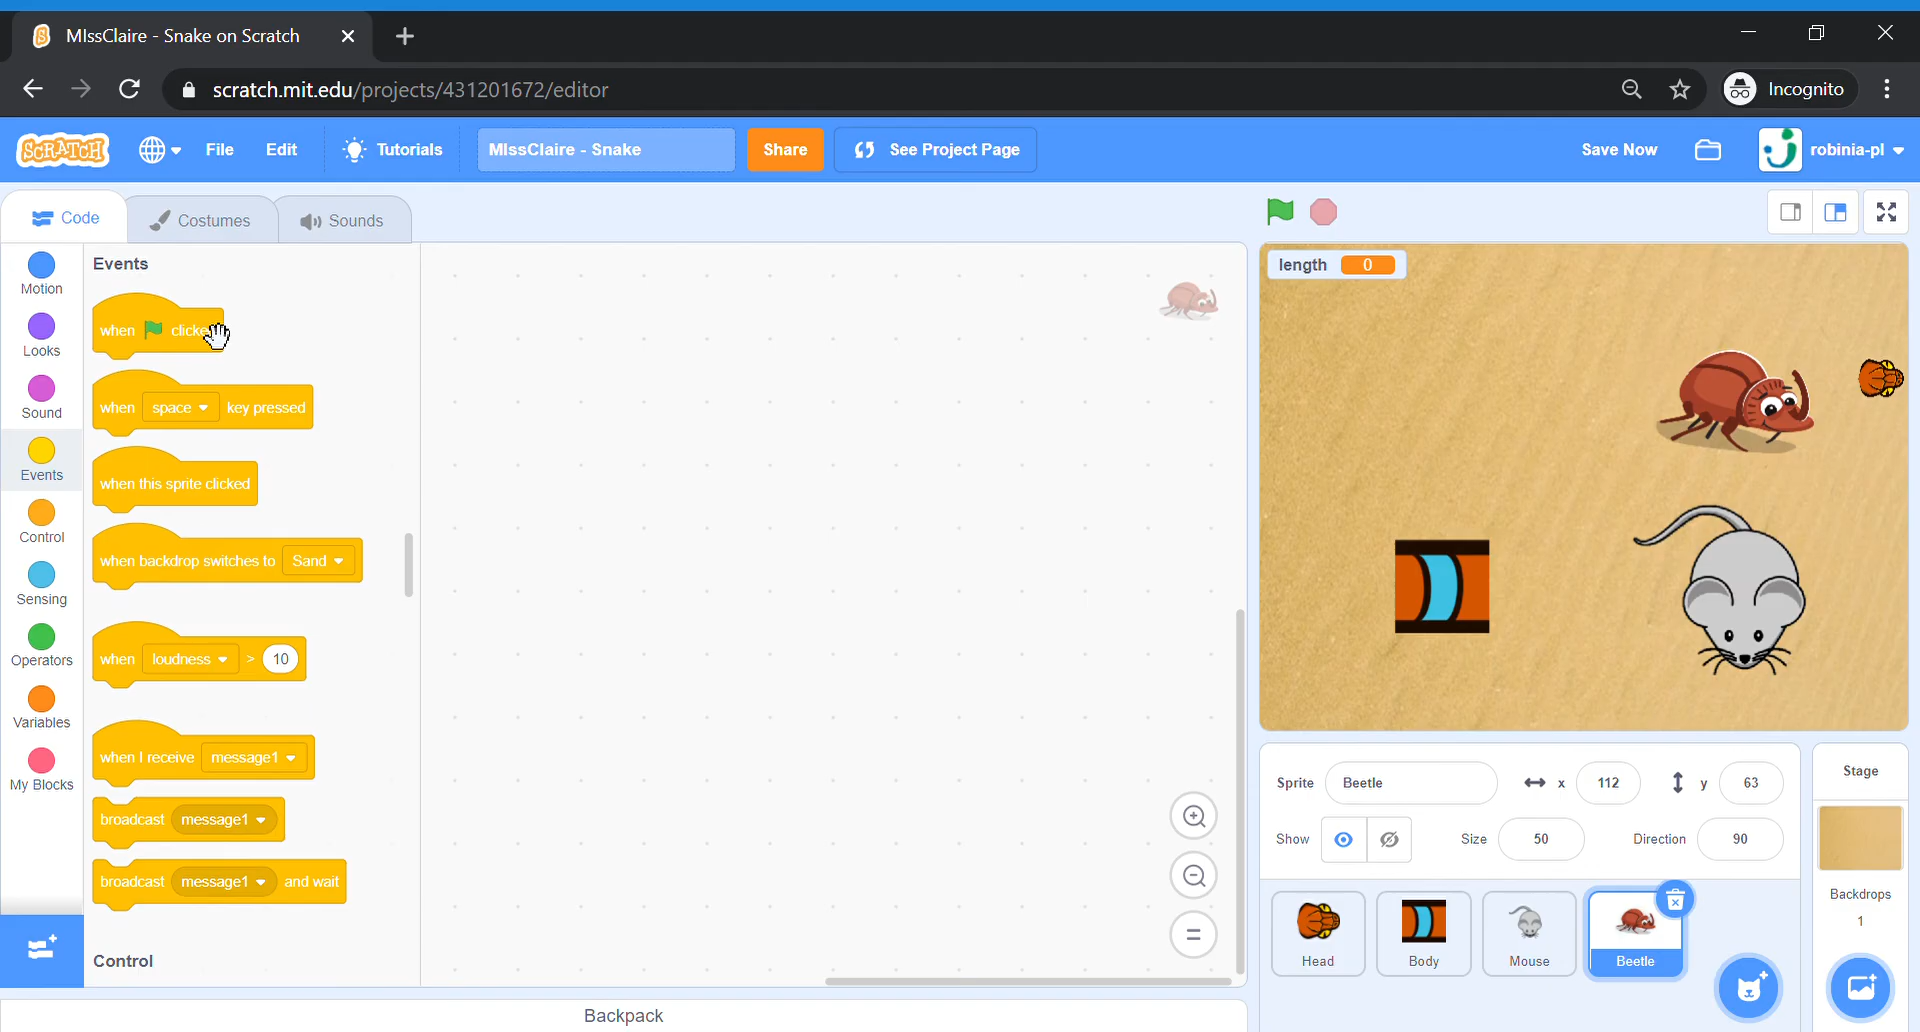 MIssClaire - Snake on Scratch
scratch.mit.edu/projects/431201672/editor
Incognito
SCRATCH
File
Edit
Tutorials
MIssClaire - Snake
Share
See Project Page
Save Now
robinia-pl
Code
Costumes
Sounds
Motion
Looks
Sound
Events
Control
Sensing
Operators
Variables
My Blocks
Events
when clicke
when space key pressed
when this sprite clicked
when backdrop switches to Sand
when loudness > 10
when I receive message1
broadcast message1
broadcast message1 and wait
Control
Backpack
length 0
Sprite Beetle x 112 y 63
Show Size 50 Direction 90
Head
Body
Mouse
Beetle
Stage
Backdrops
1